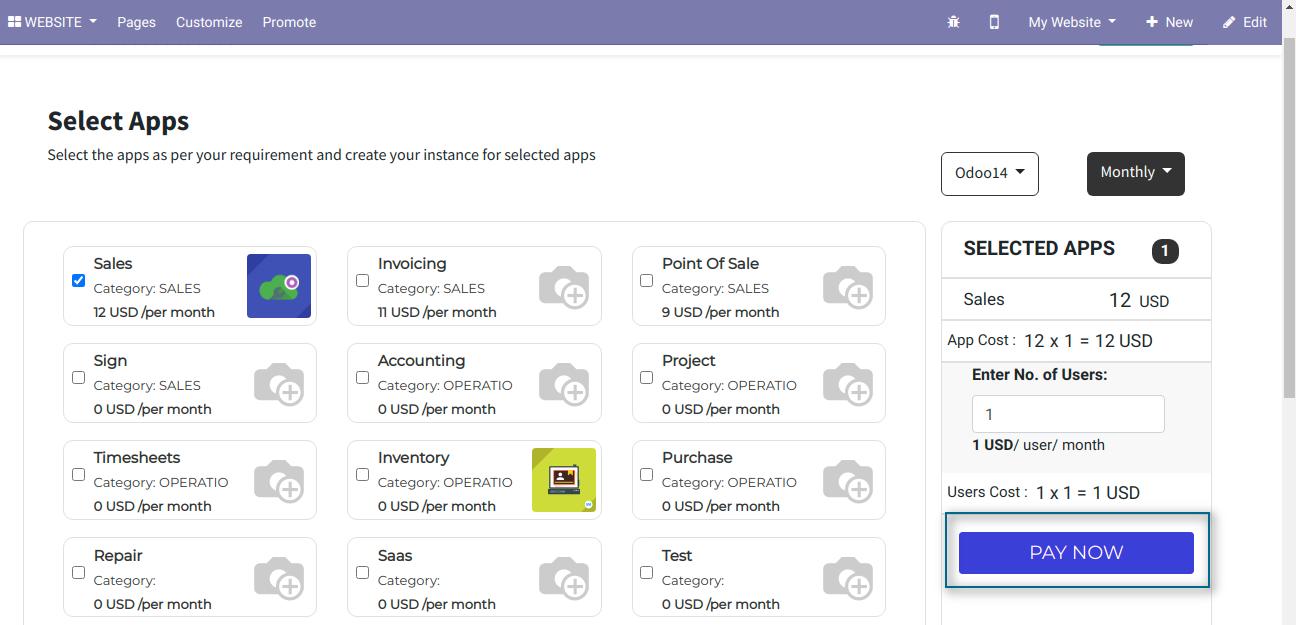 WEBSITE Pages Customize Promote My Website New Edit
Select Apps
Select the apps as per your requirement and create your instance for selected apps
Odoo14 Monthly
Sales
Category: SALES
12 USD /per month
Invoicing
Category: SALES
11 USD /per month
Point Of Sale
Category: SALES
9 USD /per month
Sign
Category: SALES
0 USD /per month
Accounting
Category: OPERATIO
0 USD /per month
Project
Category: OPERATIO
0 USD /per month
Timesheets
Category: OPERATIO
0 USD /per month
Inventory
Category: OPERATIO
0 USD /per month
Purchase
Category: OPERATIO
0 USD /per month
Repair
Category:
0 USD /per month
Saas
Category:
0 USD /per month
Test
Category:
0 USD /per month
SELECTED APPS 1
Sales 12 USD
App Cost : 12 x 1 = 12 USD
Enter No. of Users:
1
1 USD/ user/ month
Users Cost : 1 x 1 = 1 USD
PAY NOW